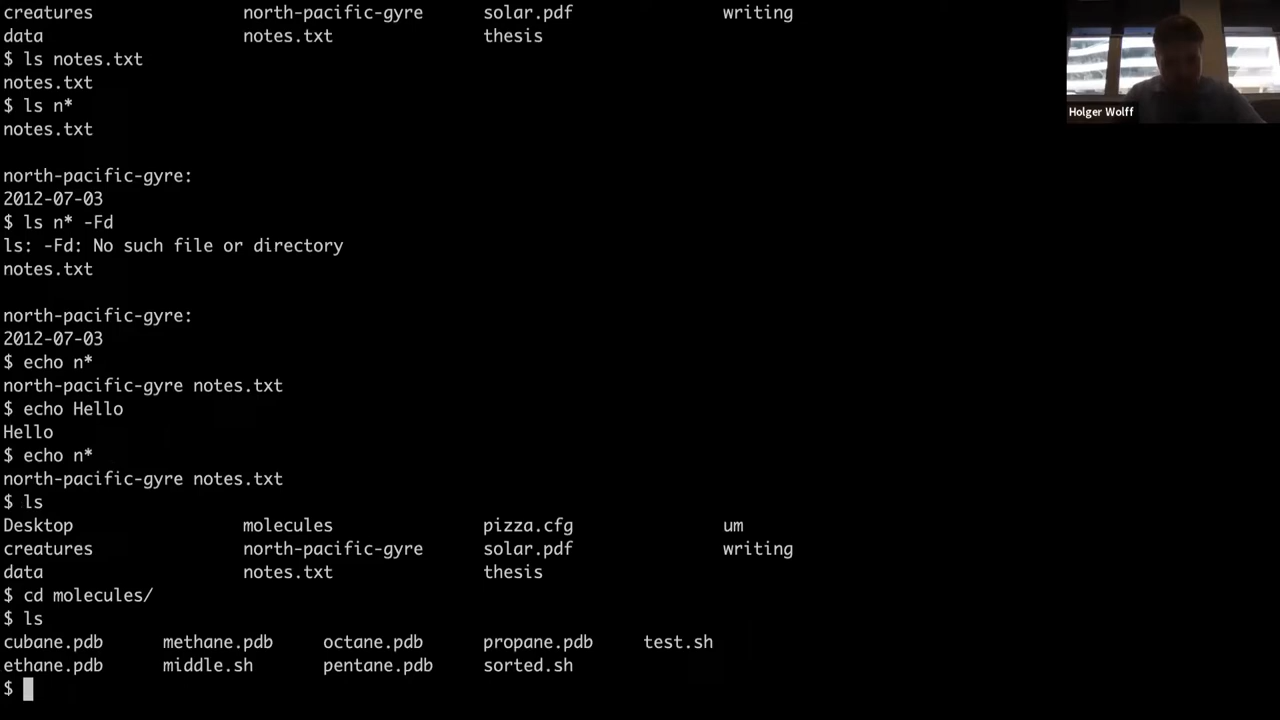 creatures north-pacific-gyre solar.pdf writing
data notes.txt thesis
$ ls notes.txt
notes.txt
$ ls n*
notes.txt
north-pacific-gyre:
2012-07-03
$ ls n* -Fd
ls: -Fd: No such file or directory
notes.txt
north-pacific-gyre:
2012-07-03
$ echo n*
north-pacific-gyre notes.txt
$ echo Hello
Hello
$ echo n*
north-pacific-gyre notes.txt
$ ls
Desktop molecules pizza.cfg um
creatures north-pacific-gyre solar.pdf writing
data notes.txt thesis
$ cd molecules/
$ ls
cubane.pdb methane.pdb octane.pdb propane.pdb test.sh
ethane.pdb middle.sh pentane.pdb sorted.sh
$
Holger Wolff